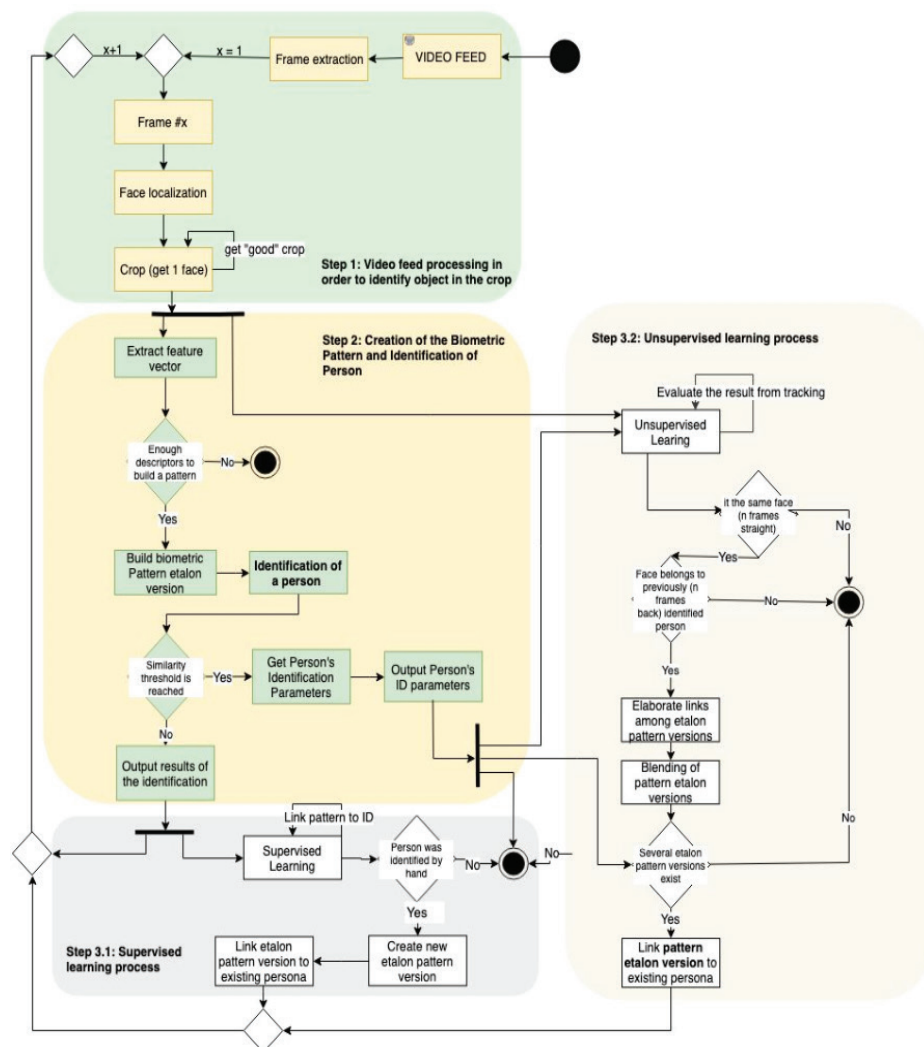 x+1
x = 1
Frame extraction
VIDEO FEED
Frame #x
Face localization
get "good" crop
Crop (get 1 face)
Step 1: Video feed processing in
order to identify object in the crop
Step 2: Creation of the Biometric
Pattern and Identification of
Person
Extract feature
vector
Enough
descriptors to
build a pattern
No
Yes
Build biometric
Pattern etalon
version
Identification of
a person
Similarity
threshold is
reached
Yes
Get Person's
Identification
Parameters
Output Person's
ID parameters
No
Output results of
the identification
Step 3.2: Unsupervised learning process
Evaluate the result from tracking
Unsupervised
Learing
it the same face
(n frames
straight)
No
Yes
Face belongs to
previously (n
frames
back) identified
person
No
Yes
Elaborate links
among etalon
pattern versions
Blending of
pattern etalon
versions
No
Several etalon
pattern versions
exist
Yes
Link pattern
etalon version to
existing persona
Link pattern to ID
Supervised
Learning
Person was
identified by
hand
No
No
Yes
Step 3.1: Supervised
learning process
Link etalon
pattern version to
existing persona
Create new
etalon pattern
version